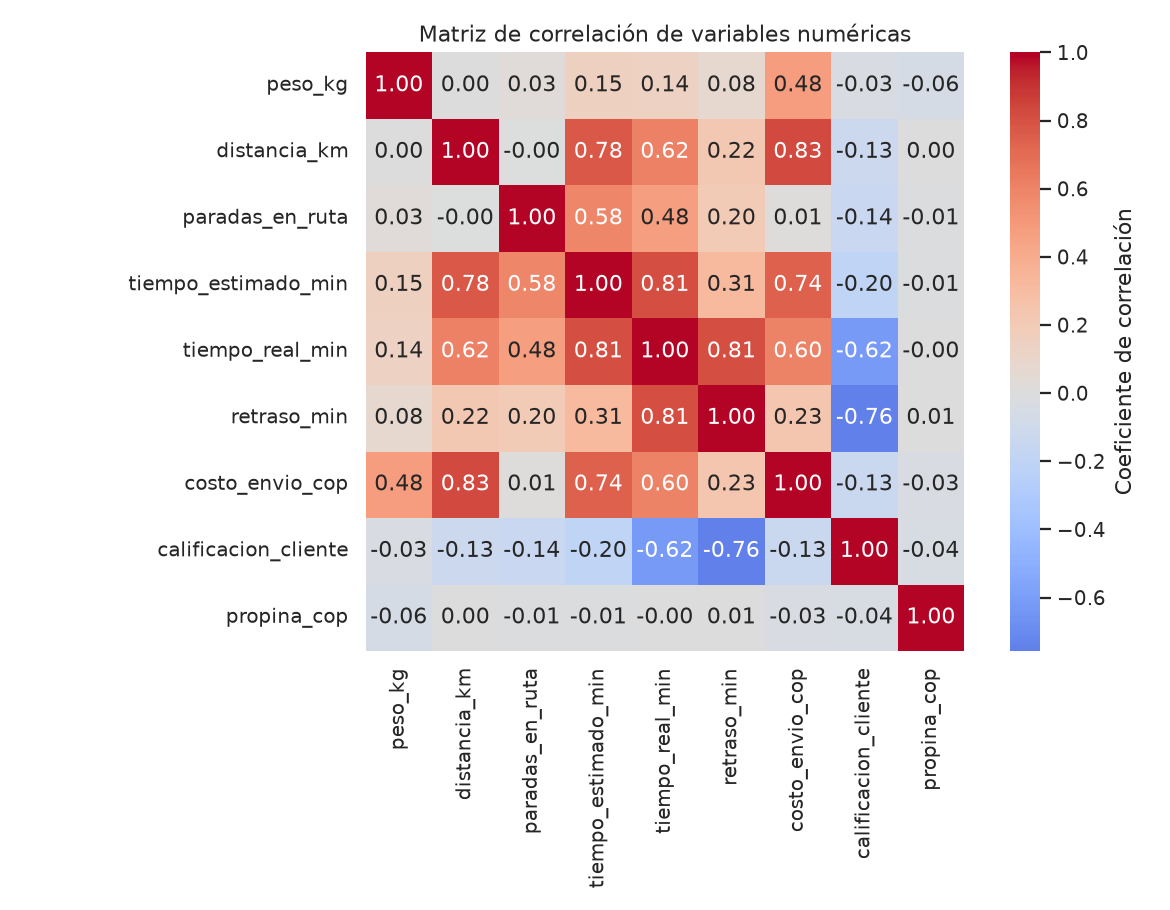 Matriz de correlación de variables numéricas
peso_kg 1.00 0.00 0.03 0.15 0.14 0.08 0.48 -0.03 -0.06
distancia_km 0.00 1.00 -0.00 0.78 0.62 0.22 0.83 -0.13 0.00
paradas_en_ruta 0.03 -0.00 1.00 0.58 0.48 0.20 0.01 -0.14 -0.01
tiempo_estimado_min 0.15 0.78 0.58 1.00 0.81 0.31 0.74 -0.20 -0.01
tiempo_real_min 0.14 0.62 0.48 0.81 1.00 0.81 0.60 -0.62 -0.00
retraso_min 0.08 0.22 0.20 0.31 0.81 1.00 0.23 -0.76 0.01
costo_envio_cop 0.48 0.83 0.01 0.74 0.60 0.23 1.00 -0.13 -0.03
calificacion_cliente -0.03 -0.13 -0.14 -0.20 -0.62 -0.76 -0.13 1.00 -0.04
propina_cop -0.06 0.00 -0.01 -0.01 -0.00 0.01 -0.03 -0.04 1.00
peso_kg
distancia_km
paradas_en_ruta
tiempo_estimado_min
tiempo_real_min
retraso_min
costo_envio_cop
calificacion_cliente
propina_cop
1.0
0.8
0.6
0.4
0.2
0.0
−0.2
−0.4
−0.6
Coeficiente de correlación